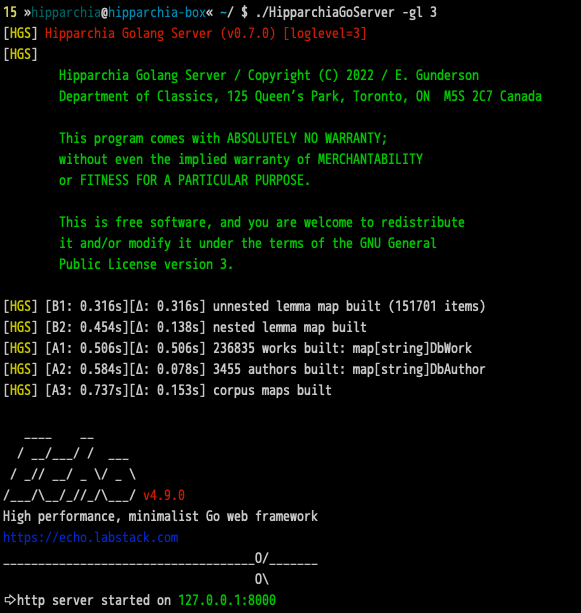 15 »hipparchia@hipparchia-box« ~/ $ ./HipparchiaGoServer -gl 3
[HGS] Hipparchia Golang Server (v0.7.0) [loglevel=3]
[HGS]
Hipparchia Golang Server / Copyright (C) 2022 / E. Gunderson
Department of Classics, 125 Queen’s Park, Toronto, ON  M5S 2C7 Canada
This program comes with ABSOLUTELY NO WARRANTY;
without even the implied warranty of MERCHANTABILITY
or FITNESS FOR A PARTICULAR PURPOSE.
This is free software, and you are welcome to redistribute
it and/or modify it under the terms of the GNU General
Public License version 3.
[HGS] [B1: 0.316s][Δ: 0.316s] unnested lemma map built (151701 items)
[HGS] [B2: 0.454s][Δ: 0.138s] nested lemma map built
[HGS] [A1: 0.506s][Δ: 0.506s] 236835 works built: map[string]DbWork
[HGS] [A2: 0.584s][Δ: 0.078s] 3455 authors built: map[string]DbAuthor
[HGS] [A3: 0.737s][Δ: 0.153s] corpus maps built
   ____    __
  / __/___/ /  ___
 / _// __/ _ \/ _ \
/___/\__/_//_/\___/ v4.9.0
High performance, minimalist Go web framework
https://echo.labstack.com
____________________________________O/_______
                                    O\
⇨http server started on 127.0.0.1:8000